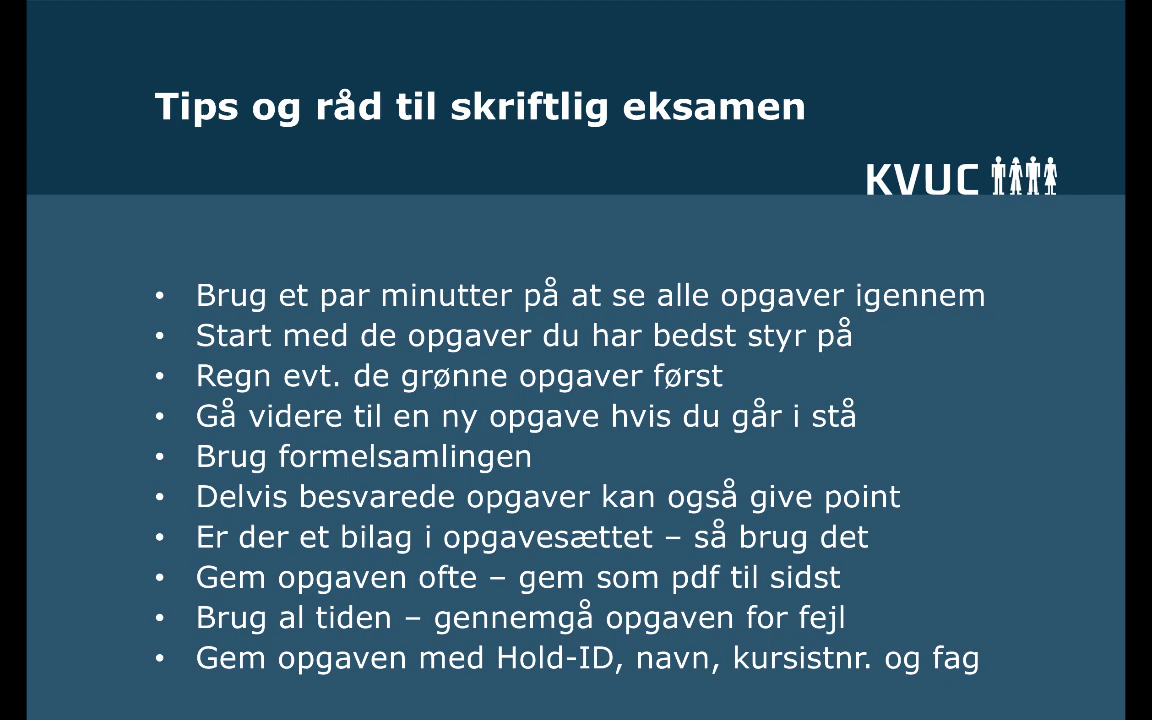 Tips og råd til skriftlig eksamen
KVUC
• Brug et par minutter på at se alle opgaver igennem
• Start med de opgaver du har bedst styr på
• Regn evt. de grønne opgaver først
• Gå videre til en ny opgave hvis du går i stå
• Brug formelsamlingen
• Delvis besvarede opgaver kan også give point
• Er der et bilag i opgavesættet – så brug det
• Gem opgaven ofte – gem som pdf til sidst
• Brug al tiden – gennemgå opgaven for fejl
• Gem opgaven med Hold-ID, navn, kursistnr. og fag